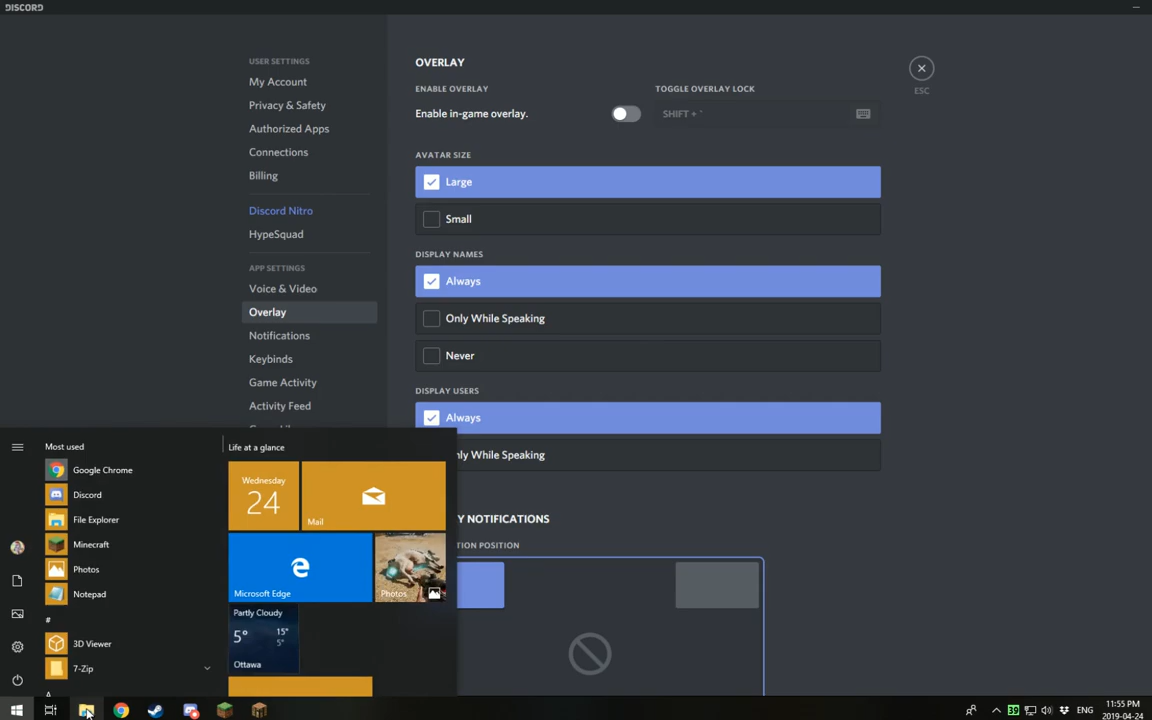 DISCORD
USER SETTINGS
My Account
Privacy & Safety
Authorized Apps
Connections
Billing
Discord Nitro
HypeSquad
APP SETTINGS
Voice & Video
Overlay
Notifications
Keybinds
Game Activity
Activity Feed
OVERLAY
ENABLE OVERLAY
Enable in-game overlay.
TOGGLE OVERLAY LOCK
SHIFT + `
ESC
AVATAR SIZE
Large
Small
DISPLAY NAMES
Always
Only While Speaking
Never
DISPLAY USERS
Always
nly While Speaking
Y NOTIFICATIONS
TION POSITION
Most used
Google Chrome
Discord
File Explorer
Minecraft
Photos
Notepad
#
3D Viewer
7-Zip
Life at a glance
Wednesday
24
Mail
Microsoft Edge
Photos
Partly Cloudy
5°
15°
5°
Ottawa
39
ENG
11:55 PM
2019-04-24